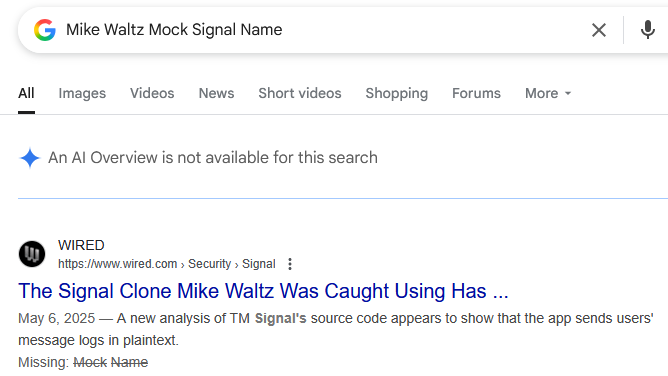 Mike Waltz Mock Signal Name
All Images Videos News Short videos Shopping Forums More
An AI Overview is not available for this search
WIRED
https://www.wired.com › Security › Signal
The Signal Clone Mike Waltz Was Caught Using Has ...
May 6, 2025 — A new analysis of TM Signal's source code appears to show that the app sends users'
message logs in plaintext.
Missing: Mock Name